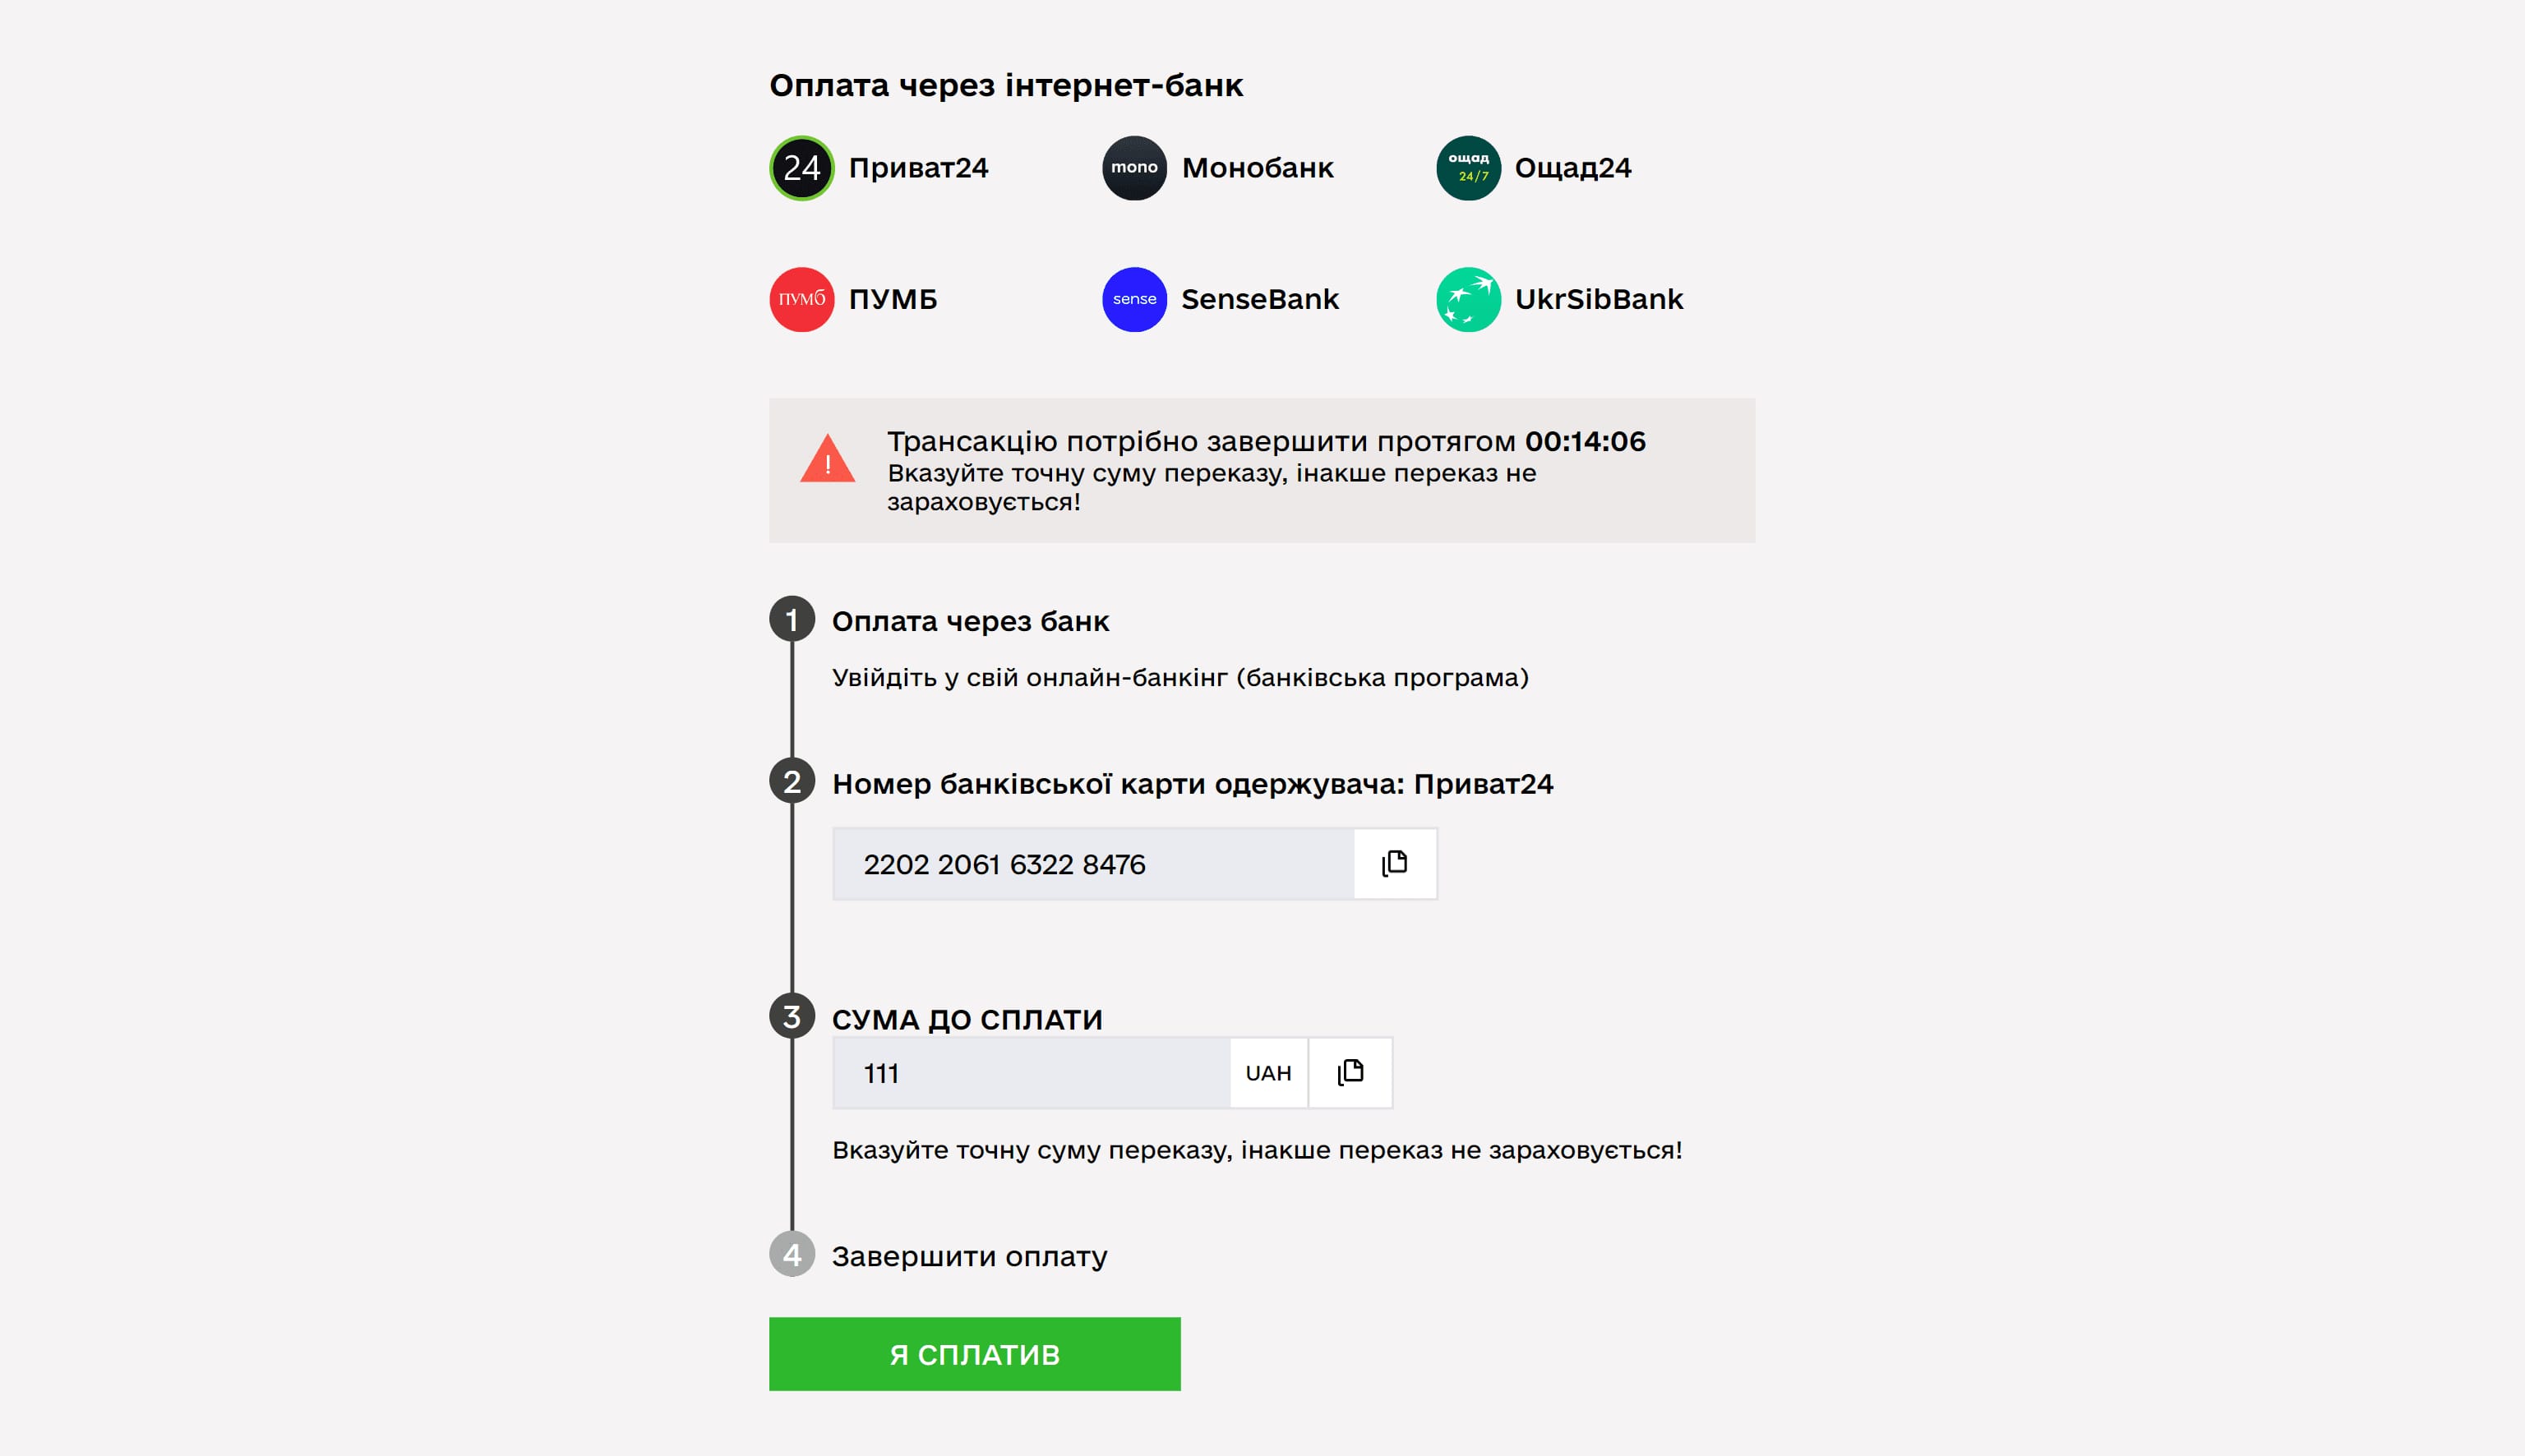 Оплата через інтернет-банк
24 Приват24
mono Монобанк
ощад 24/7 Ощад24
ПУМБ ПУМБ
sense SenseBank
UkrSibBank
! Трансакцію потрібно завершити протягом 00:14:06
Вказуйте точну суму переказу, інакше переказ не
зараховується!
1 Оплата через банк
Увійдіть у свій онлайн-банкінг (банківська програма)
2 Номер банківської карти одержувача: Приват24
2202 2061 6322 8476
3 СУМА ДО СПЛАТИ
111 UAH
Вказуйте точну суму переказу, інакше переказ не зараховується!
4 Завершити оплату
Я СПЛАТИВ